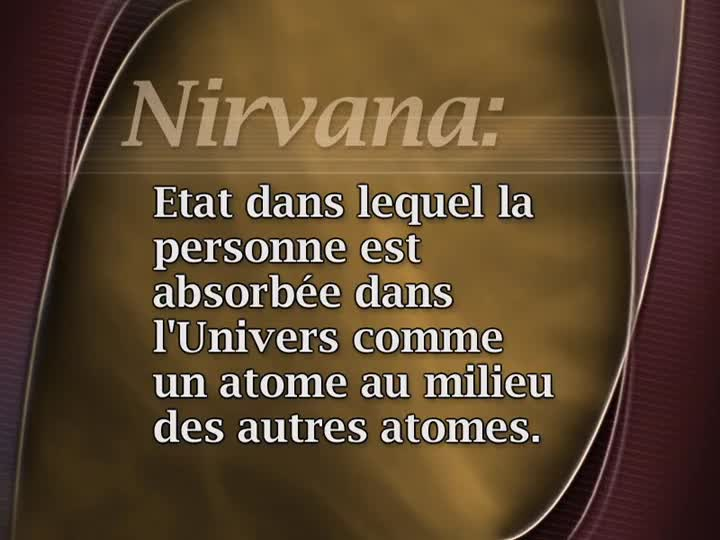 Nirvana:
Etat dans lequel la
personne est
absorbée dans
l'Univers comme
un atome au milieu
des autres atomes.